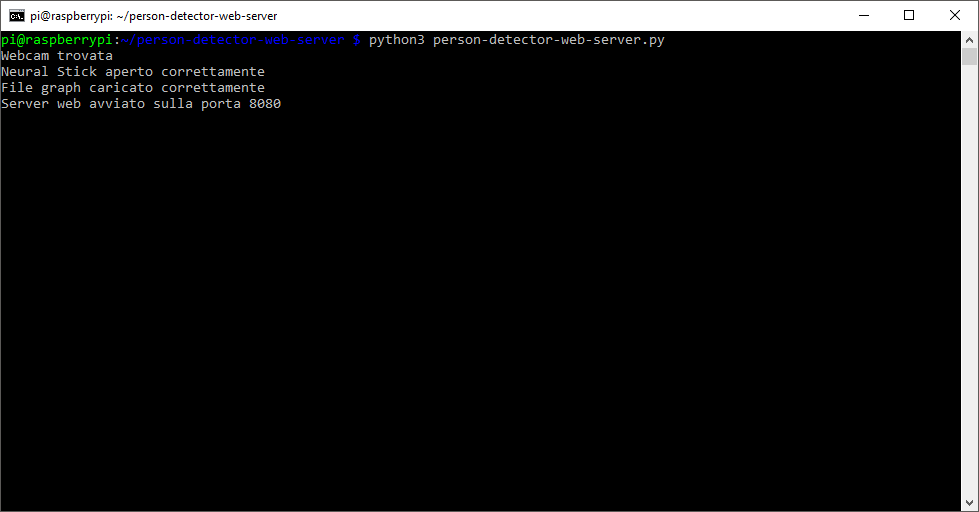 pi@raspberrypi: ~/person-detector-web-server
pi@raspberrypi:~/person-detector-web-server $ python3 person-detector-web-server.py
Webcam trovata
Neural Stick aperto correttamente
File graph caricato correttamente
Server web avviato sulla porta 8080